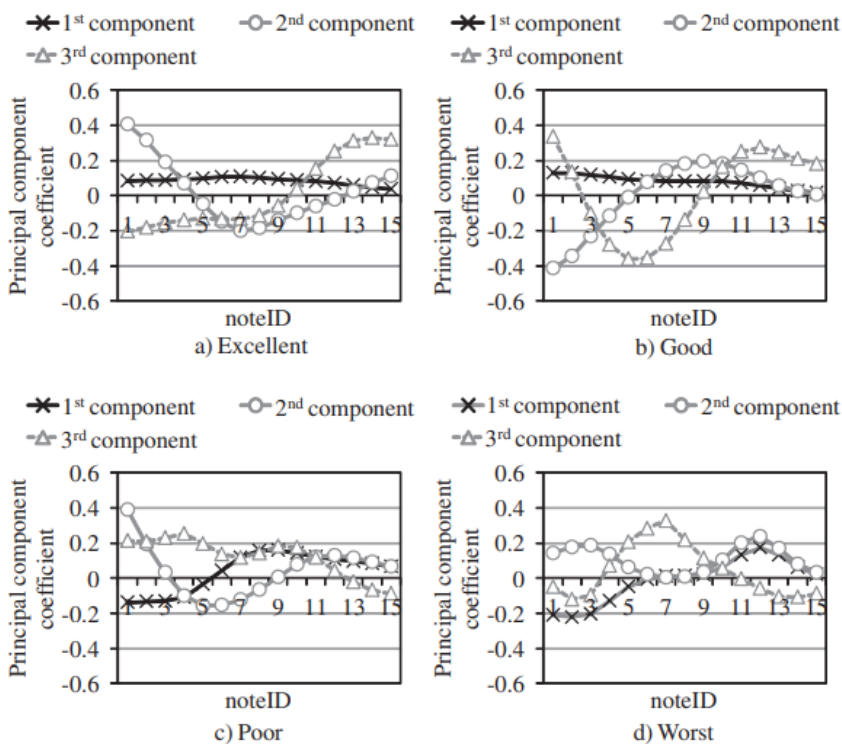 1st component
2nd component
3rd component
Principal component
coefficient
0.6
0.4
0.2
0
-0.2
-0.4
-0.6
1 3 5 7 9 11 13 15
noteID
a) Excellent
1st component
2nd component
3rd component
Principal component
coefficient
0.6
0.4
0.2
0
-0.2
-0.4
-0.6
1 3 5 7 9 11 13 15
noteID
b) Good
1st component
2nd component
3rd component
Principal component
coefficient
0.6
0.4
0.2
0
-0.2
-0.4
-0.6
1 3 5 7 9 11 13 15
noteID
c) Poor
1st component
2nd component
3rd component
Principal component
coefficient
0.6
0.4
0.2
0
-0.2
-0.4
-0.6
1 3 5 7 9 11 13 15
noteID
d) Worst